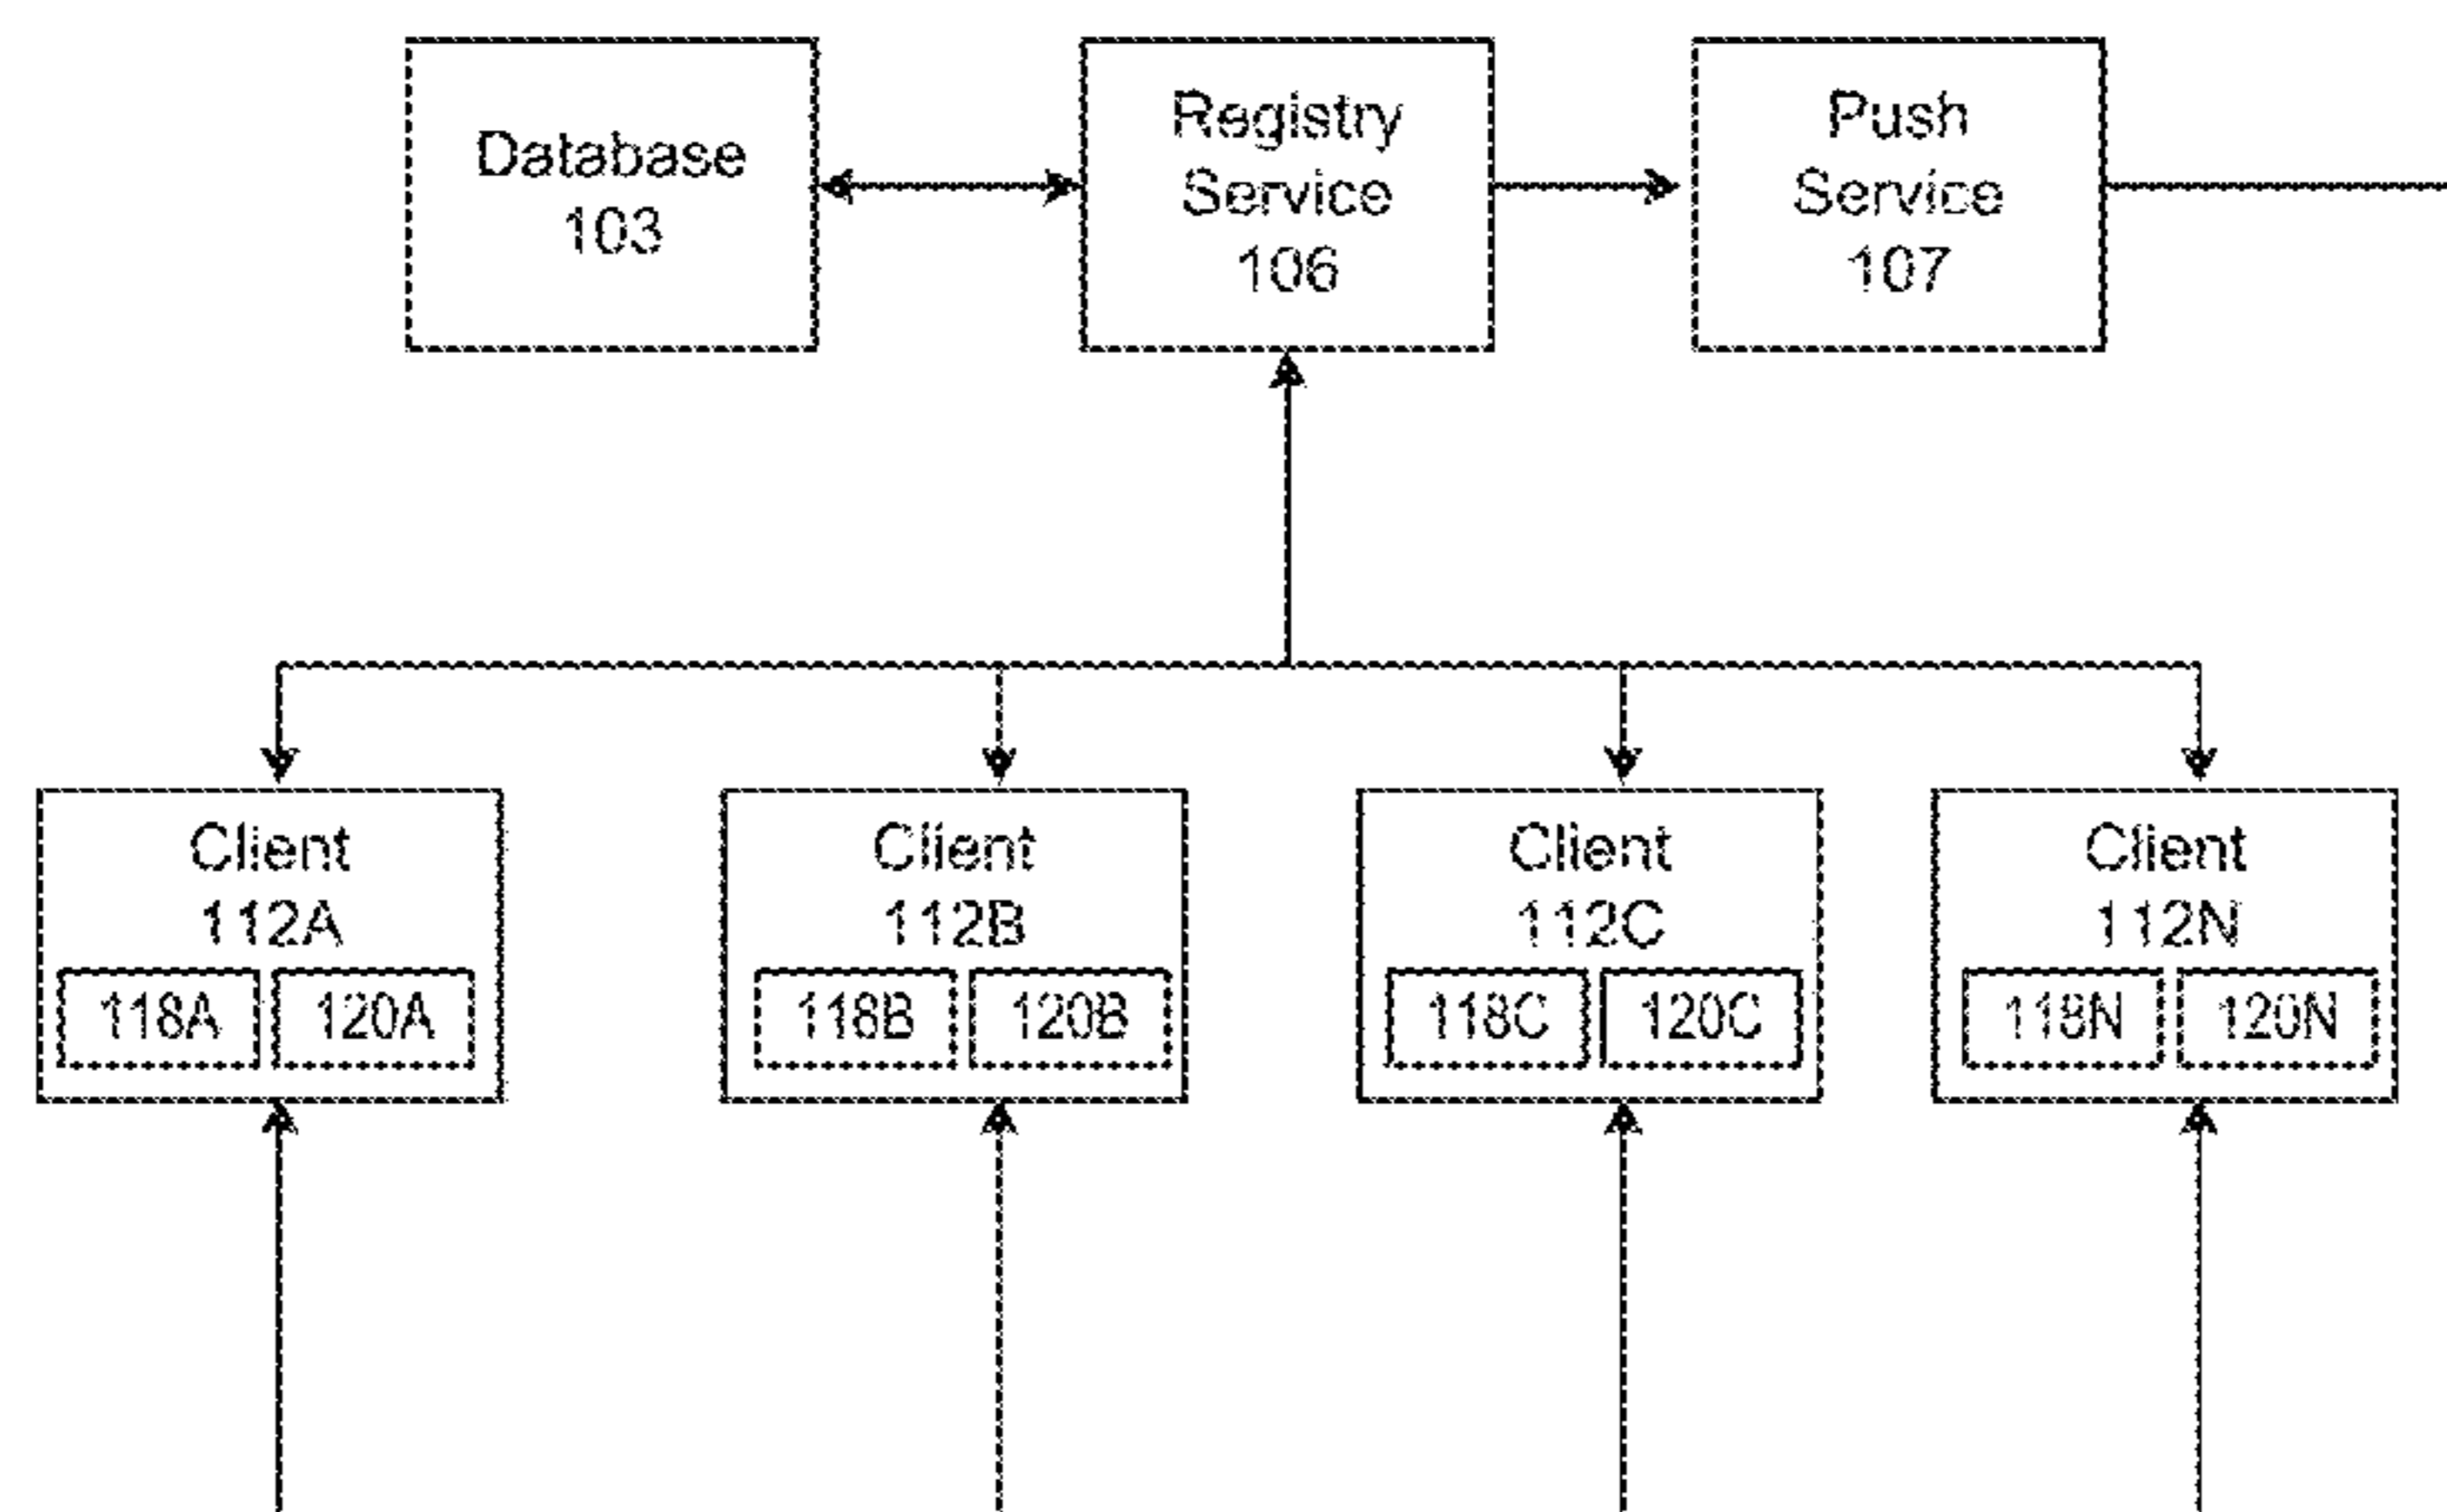 Database
103
Registry
Service
106
Push
Service
107
Client
112A
118A 120A
Client
112B
118B 120B
Client
112C
118C 120C
Client
112N
118N 120N